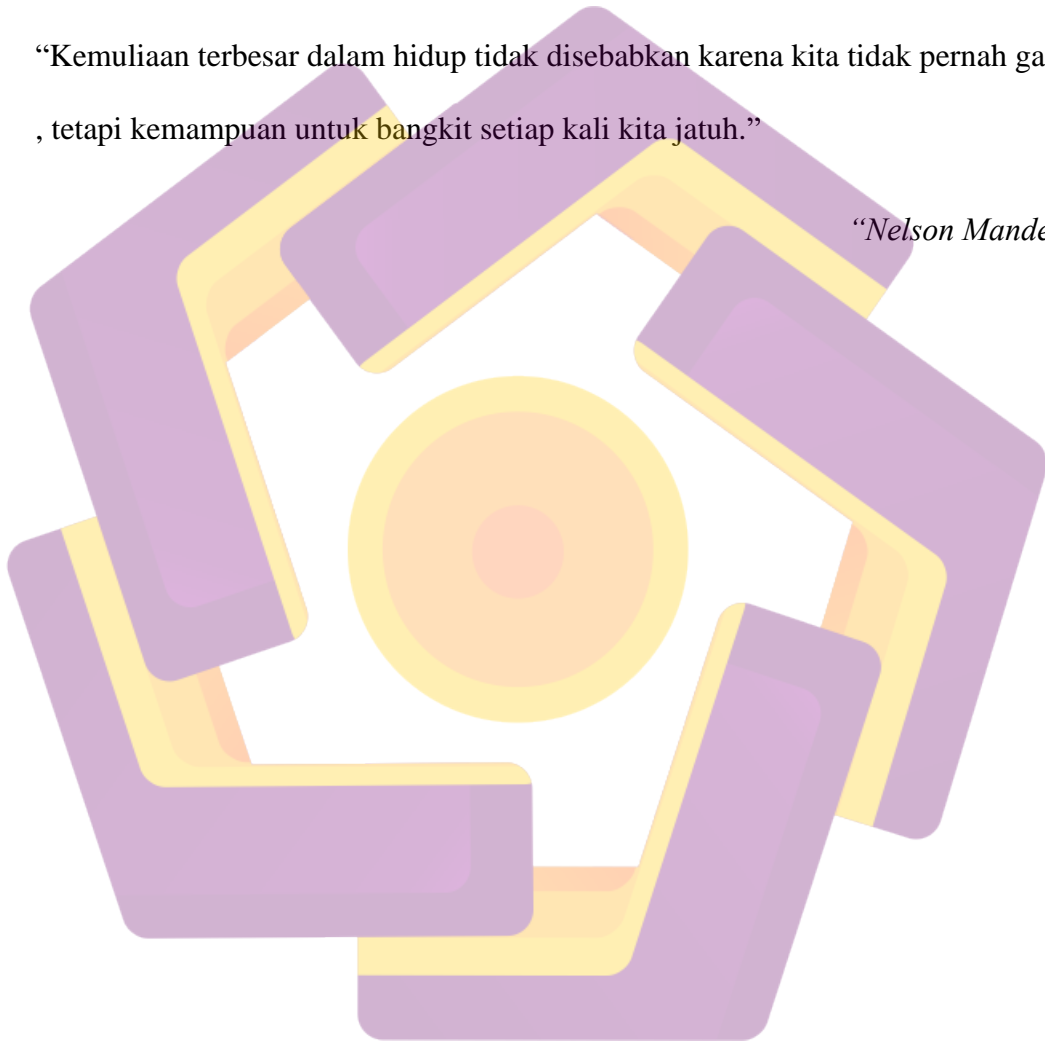 “Kemuliaan terbesar dalam hidup tidak disebabkan karena kita tidak pernah ga
, tetapi kemampuan untuk bangkit setiap kali kita jatuh.”
“Nelson Mande